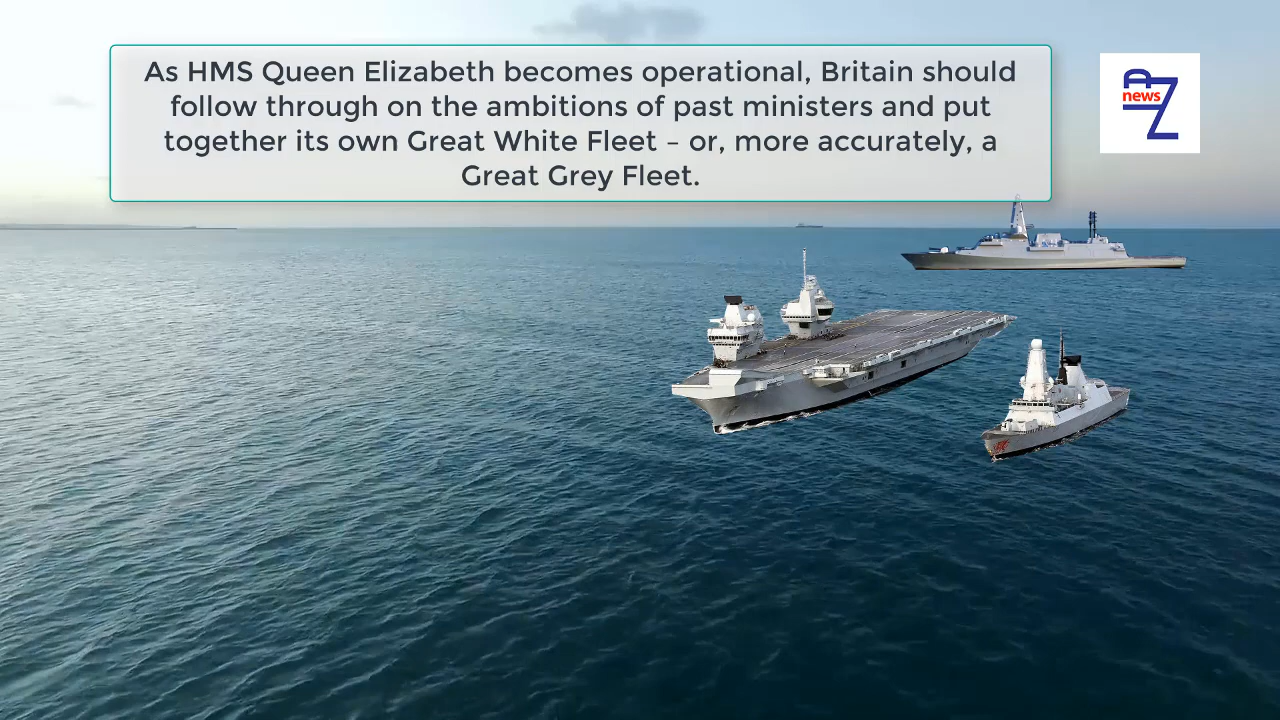 As HMS Queen Elizabeth becomes operational, Britain should
follow through on the ambitions of past ministers and put
together its own Great White Fleet – or, more accurately, a
Great Grey Fleet.
AZ
news